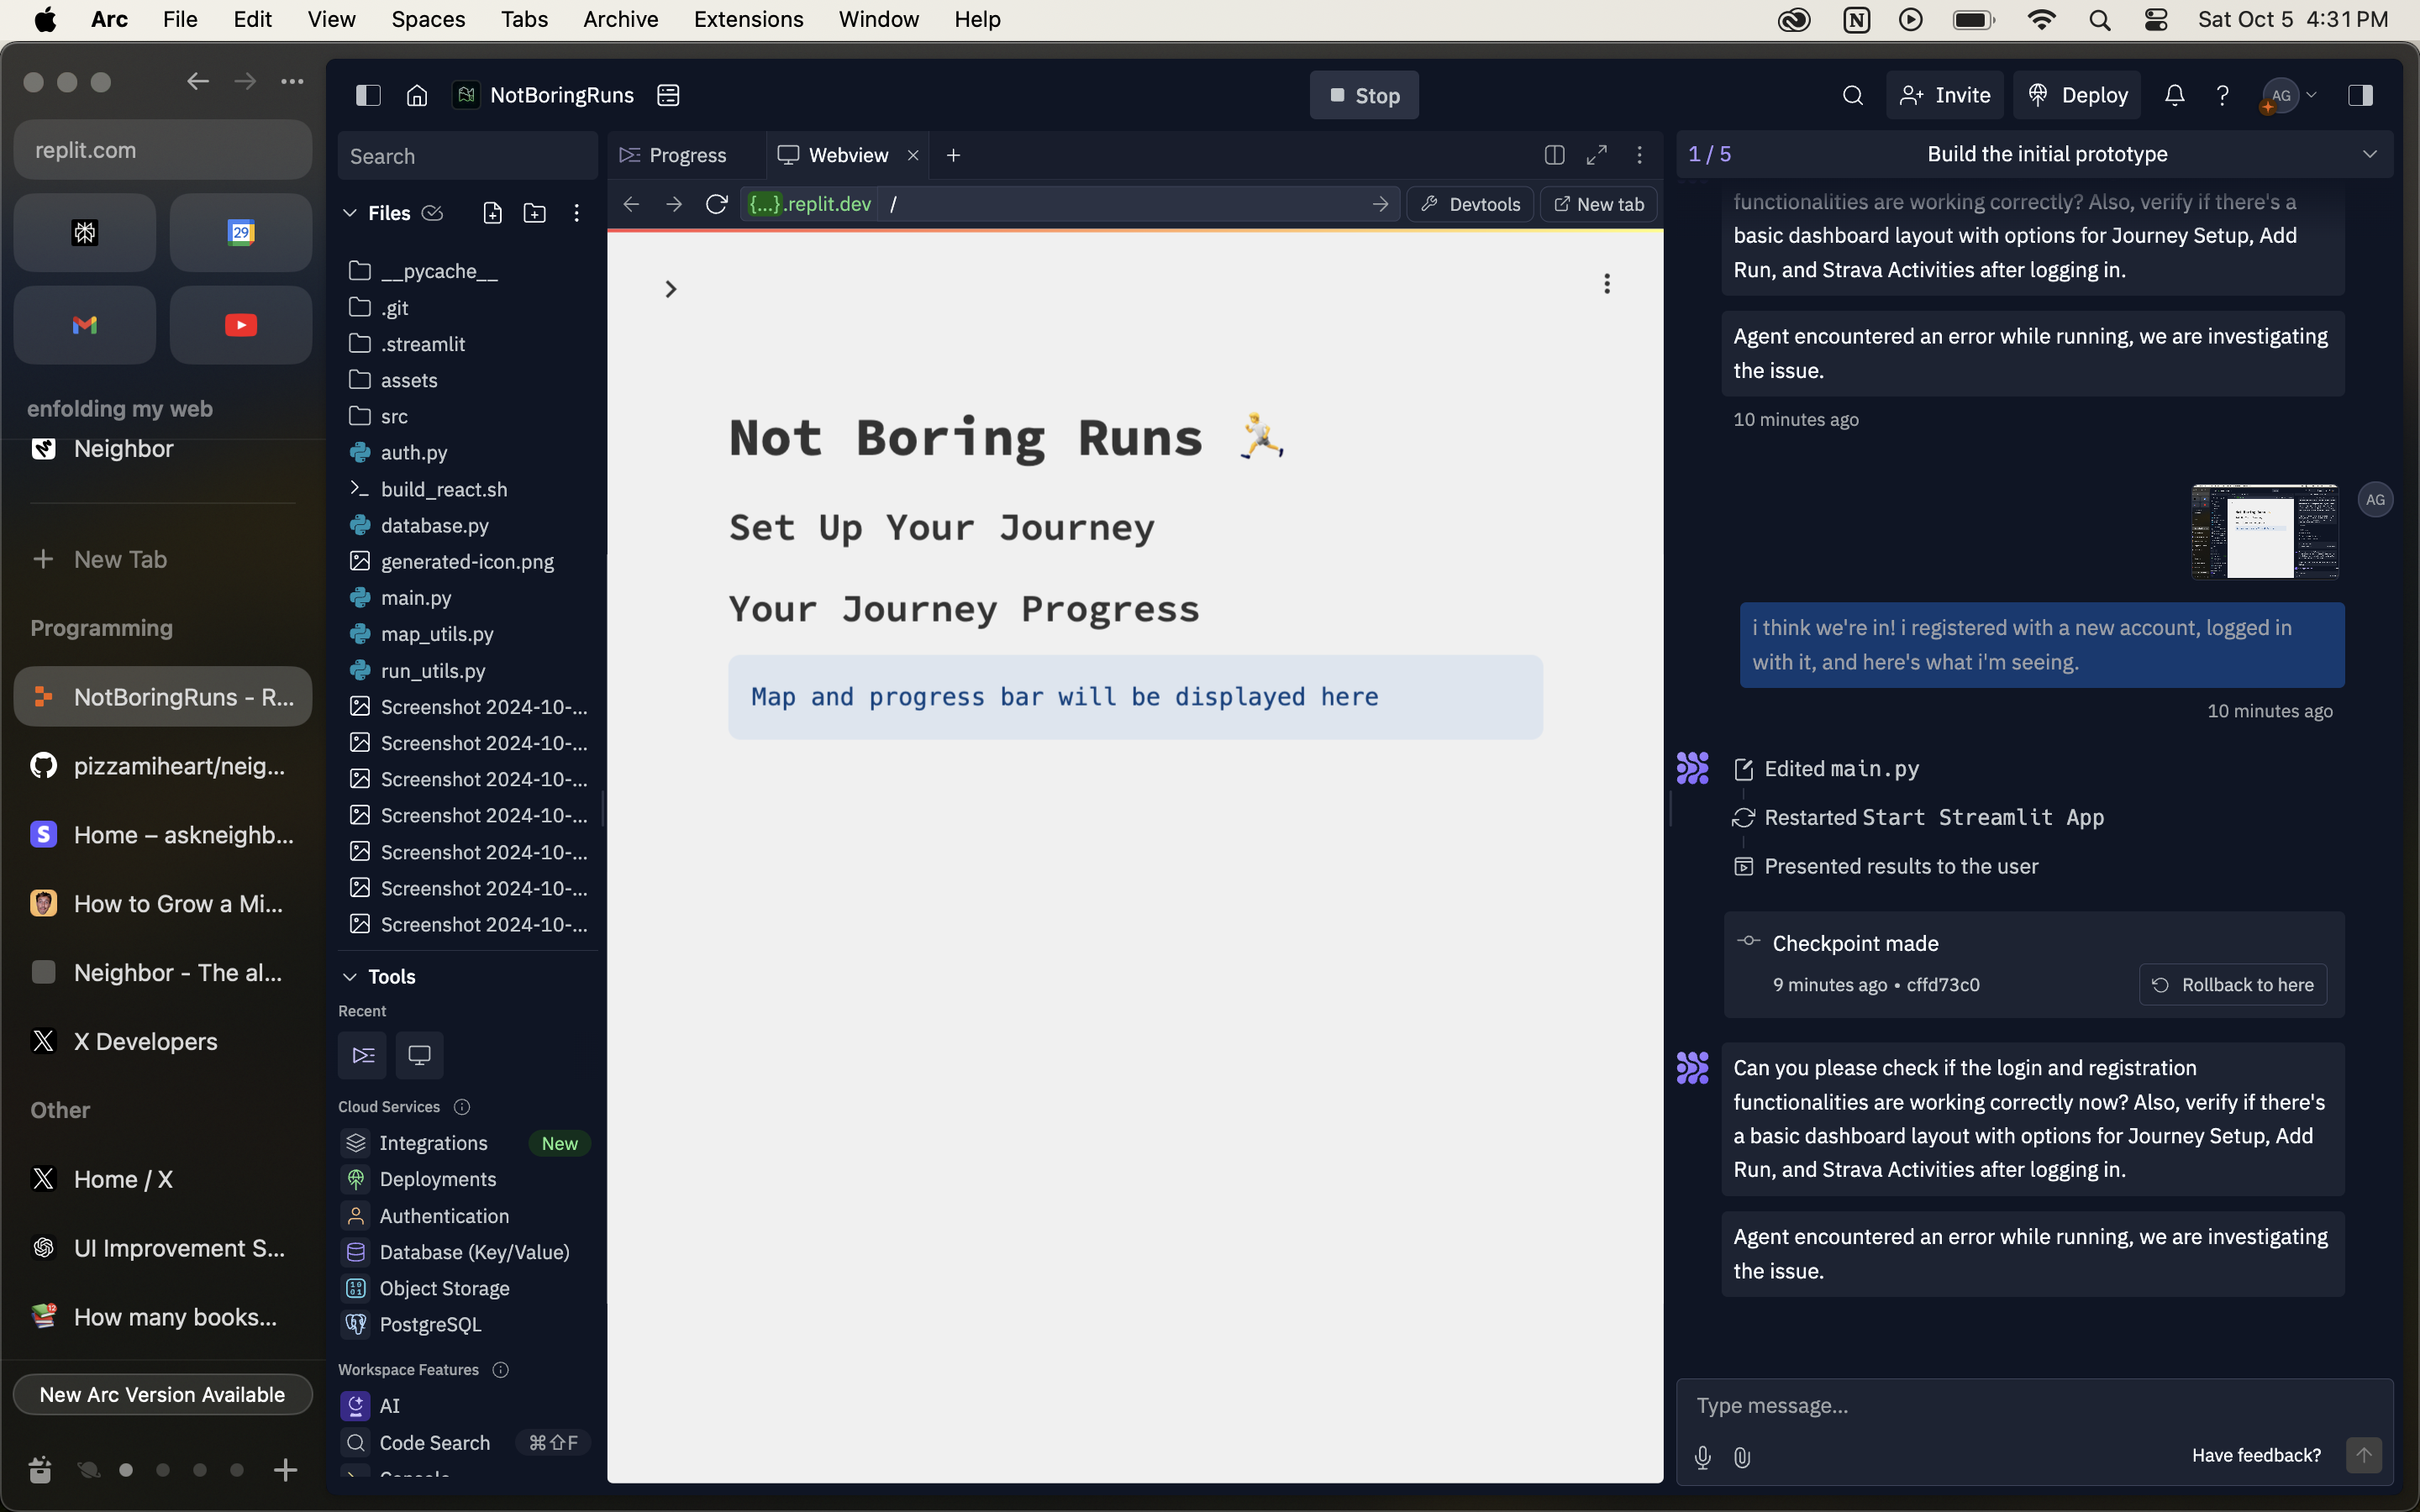 Arc File Edit View Spaces Tabs Archive Extensions Window Help
Sat Oct 5 4:31 PM
replit.com
29
enfolding my web
Neighbor
New Tab
Programming
NotBoringRuns - R...
pizzamiheart/neig...
Home – askneighb...
How to Grow a Mi...
Neighbor - The al...
X Developers
Other
Home / X
UI Improvement S...
How many books...
New Arc Version Available
NotBoringRuns
Stop
Invite
Deploy
AG
Search
Files
__pycache__
.git
.streamlit
assets
src
auth.py
build_react.sh
database.py
generated-icon.png
main.py
map_utils.py
run_utils.py
Screenshot 2024-10-...
Screenshot 2024-10-...
Screenshot 2024-10-...
Screenshot 2024-10-...
Screenshot 2024-10-...
Screenshot 2024-10-...
Screenshot 2024-10-...
Tools
Recent
Cloud Services
Integrations New
Deployments
Authentication
Database (Key/Value)
Object Storage
PostgreSQL
Workspace Features
AI
Code Search ⌘⇧F
Progress
Webview
{...}.replit.dev /
Devtools
New tab
Not Boring Runs 🏃
Set Up Your Journey
Your Journey Progress
Map and progress bar will be displayed here
1 / 5 Build the initial prototype
functionalities are working correctly? Also, verify if there's a
basic dashboard layout with options for Journey Setup, Add
Run, and Strava Activities after logging in.
Agent encountered an error while running, we are investigating
the issue.
10 minutes ago
AG
i think we're in! i registered with a new account, logged in
with it, and here's what i'm seeing.
10 minutes ago
Edited main.py
Restarted Start Streamlit App
Presented results to the user
Checkpoint made
9 minutes ago • cffd73c0
Rollback to here
Can you please check if the login and registration
functionalities are working correctly now? Also, verify if there's
a basic dashboard layout with options for Journey Setup, Add
Run, and Strava Activities after logging in.
Agent encountered an error while running, we are investigating
the issue.
Type message...
Have feedback?